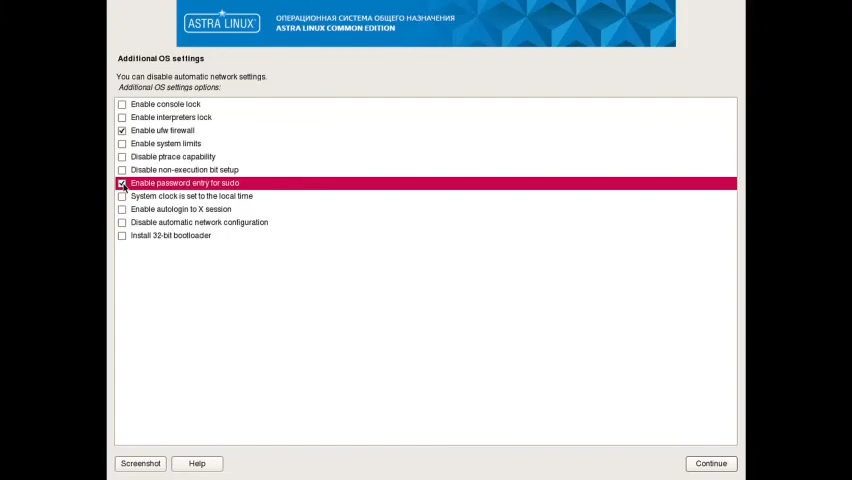 ASTRA LINUX
ОПЕРАЦИОННАЯ СИСТЕМА ОБЩЕГО НАЗНАЧЕНИЯ
ASTRA LINUX COMMON EDITION
Additional OS settings
You can disable automatic network settings.
Additional OS settings options:
Enable console lock
Enable interpreters lock
Enable ufw firewall
Enable system limits
Disable ptrace capability
Disable non-execution bit setup
Enable password entry for sudo
System clock is set to the local time
Enable autologin to X session
Disable automatic network configuration
Install 32-bit bootloader
Screenshot
Help
Continue